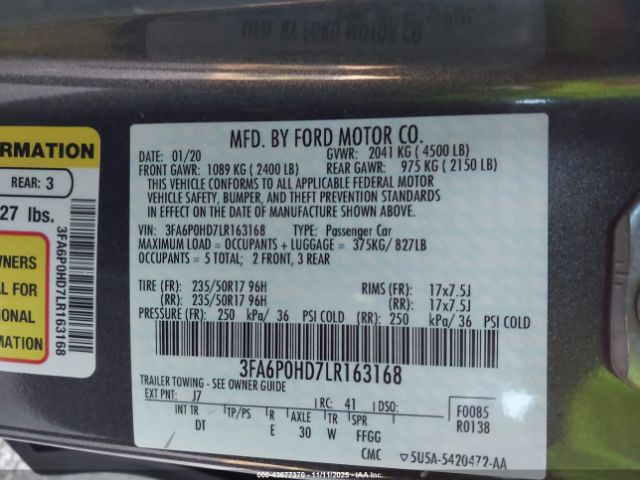 MFD. BY FORD MOTOR CO.
DATE: 01/20 GVWR: 2041 KG ( 4500 LB)
FRONT GAWR: 1089 KG ( 2400 LB) REAR GAWR: 975 KG ( 2150 LB)
THIS VEHICLE CONFORMS TO ALL APPLICABLE FEDERAL MOTOR
VEHICLE SAFETY, BUMPER, AND THEFT PREVENTION STANDARDS
IN EFFECT ON THE DATE OF MANUFACTURE SHOWN ABOVE.
VIN: 3FA6P0HD7LR163168 TYPE: Passenger Car
MAXIMUM LOAD = OCCUPANTS + LUGGAGE = 375KG/ 827LB
OCCUPANTS = 5 TOTAL; 2 FRONT, 3 REAR
TIRE (FR): 235/50R17 96H RIMS (FR): 17x7.5J
(RR): 235/50R17 96H (RR): 17x7.5J
PRESSURE (FR): 250 kPa/ 36 PSI COLD (RR): 250 kPa/ 36 PSI COLD
3FA6P0HD7LR163168
TRAILER TOWING - SEE OWNER GUIDE
EXT PNT: J7 RC: 41 DSO: F0085
R0138
INT TR TP/PS R AXLE TR SPR
DT E 30 W FFGG
CMC 5U5A-5420472-AA
ORMATION
REAR: 3
27 lbs.
3FA6P0HD7LR163168
WNERS
AL FOR
IONAL
MATION
00-43677370 - 11/11/2025 - IAAI.COM